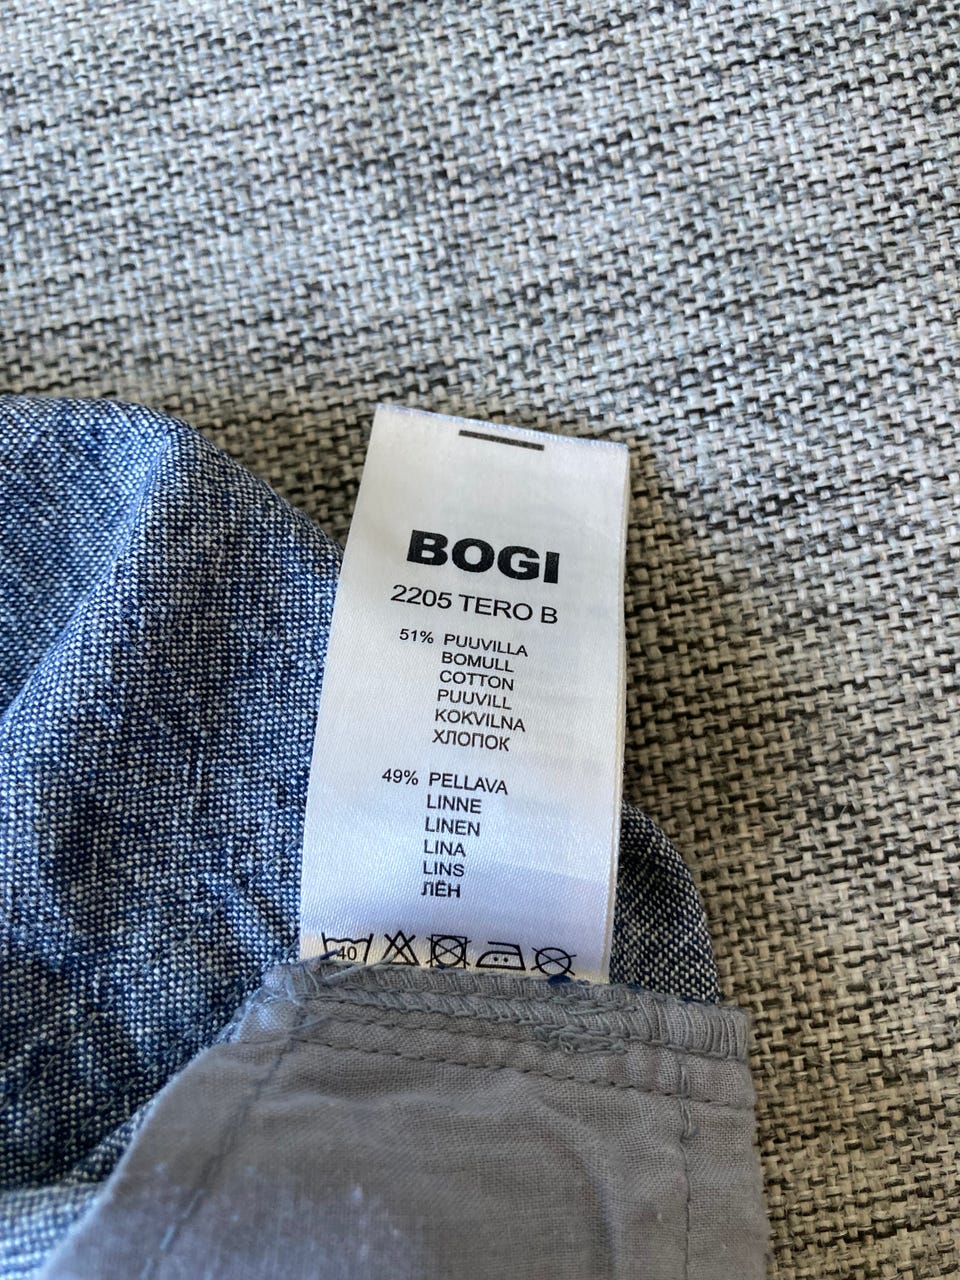 BOGI
2205 TERO B
51% PUUVILLA
BOMULL
COTTON
PUUVILL
KOKVILNA
ХЛОПОК
49% PELLAVA
LINNE
LINEN
LINA
LINS
ЛЁН
40